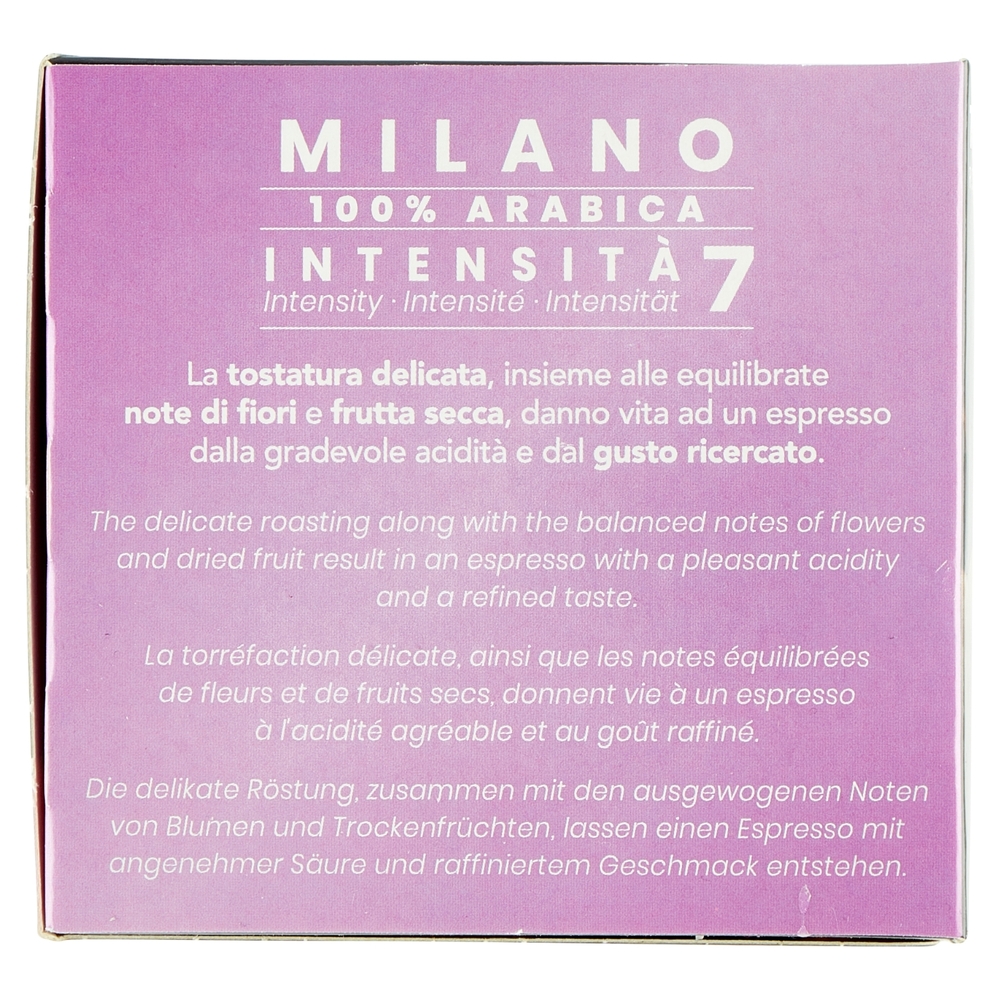 MILANO
100% ARABICA
INTENSITÀ 7
Intensity · Intensité · Intensität
La tostatura delicata, insieme alle equilibrate
note di fiori e frutta secca, danno vita ad un espresso
dalla gradevole acidità e dal gusto ricercato.
The delicate roasting along with the balanced notes of flowers
and dried fruit result in an espresso with a pleasant acidity
and a refined taste.
La torréfaction délicate, ainsi que les notes équilibrées
de fleurs et de fruits secs, donnent vie à un espresso
à l'acidité agréable et au goût raffiné.
Die delikate Röstung, zusammen mit den ausgewogenen Noten
von Blumen und Trockenfrüchten, lassen einen Espresso mit
angenehmer Säure und raffiniertem Geschmack entstehen.